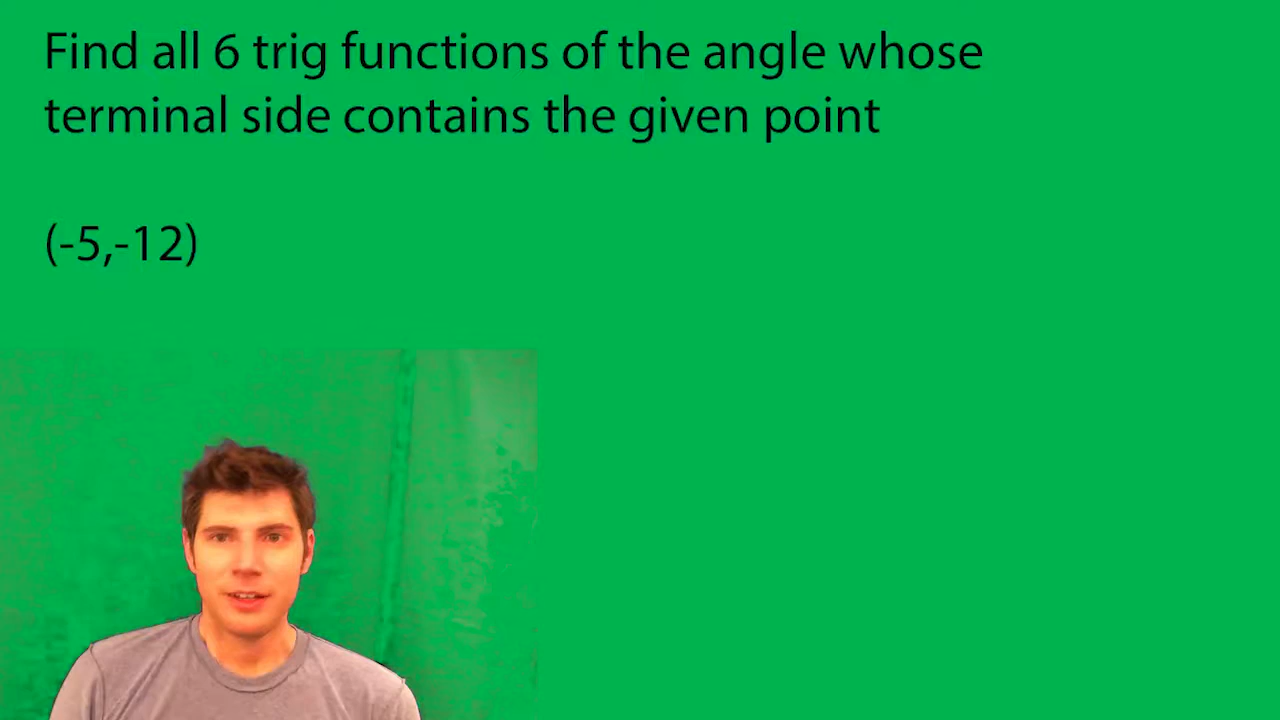 Find all 6 trig functions of the angle whose
terminal side contains the given point
(-5,-12)